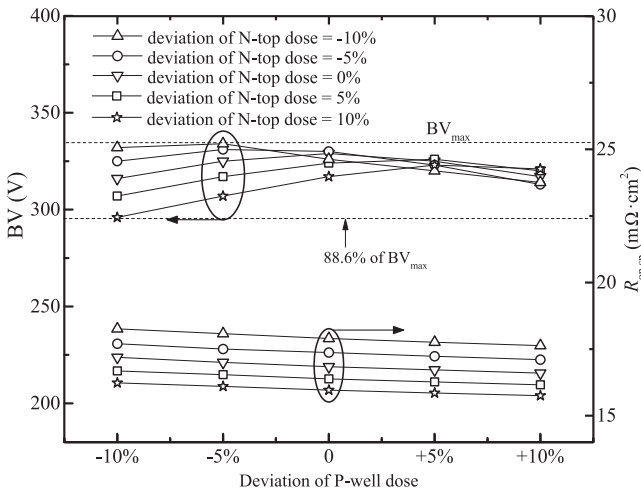 400
350
300
250
200
BV (V)
deviation of N-top dose = -10%
deviation of N-top dose = -5%
deviation of N-top dose = 0%
deviation of N-top dose = 5%
deviation of N-top dose = 10%
BVmax
88.6% of BVmax
30
25
20
15
Ron,sp (mΩ·cm²)
-10% -5% 0 +5% +10%
Deviation of P-well dose